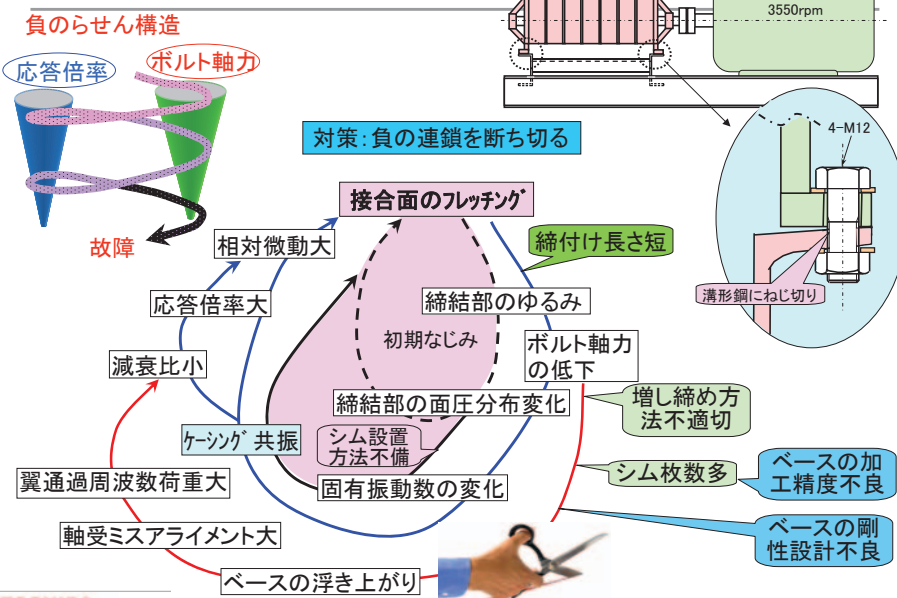 負のらせん構造
応答倍率
ボルト軸力
故障
3550rpm
4-M12
溝形鋼にねじ切り
対策：負の連鎖を断ち切る
接合面のフレッチング
相対微動大
締付け長さ短
応答倍率大
締結部のゆるみ
初期なじみ
ボルト軸力
の低下
減衰比小
締結部の面圧分布変化
増し締め方
法不適切
ケーシング共振
シム設置
方法不備
シム枚数多
ベースの加
工精度不良
翼通過周波数荷重大
固有振動数の変化
軸受ミスアライメント大
ベースの剛
性設計不良
ベースの浮き上がり